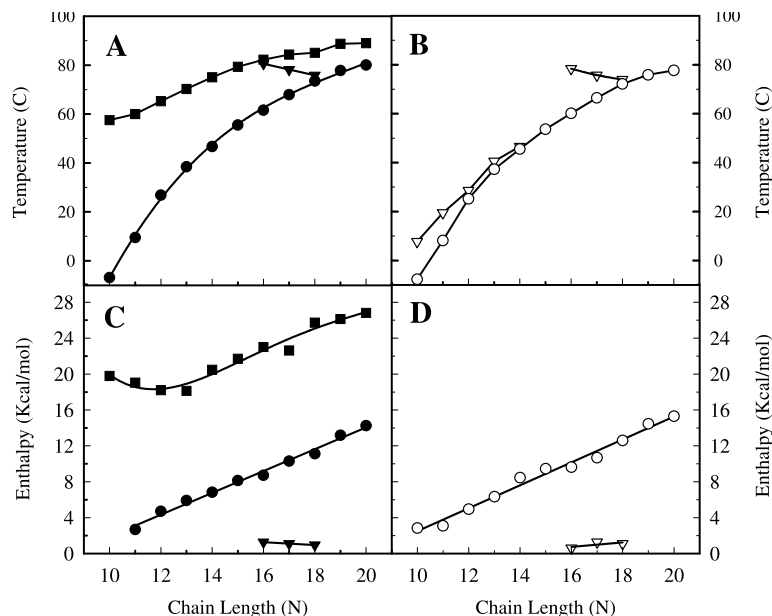 100
80
60
40
20
0
Temperature (C)
A
B
100
80
60
40
20
0
Temperature (C)
28
24
20
16
12
8
4
0
Enthalpy (Kcal/mol)
C
D
28
24
20
16
12
8
4
0
Enthalpy (Kcal/mol)
10 12 14 16 18 20
10 12 14 16 18 20
Chain Length (N)
Chain Length (N)